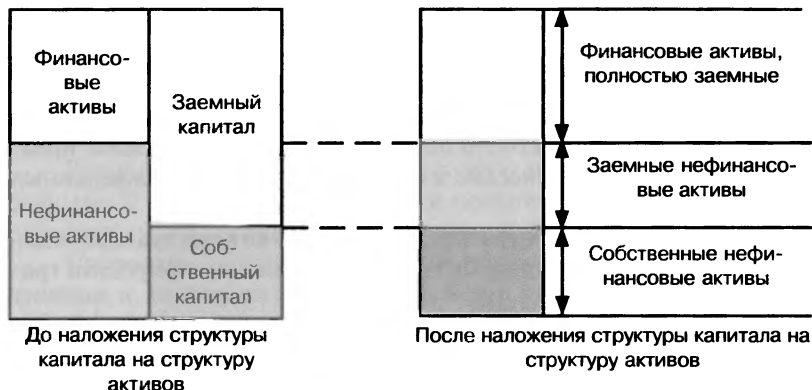 Финансо-
вые
активы
Заемный
капитал
Нефинансо-
вые активы
Соб-
ственный
капитал
До наложения структуры
капитала на структуру
активов
Финансовые активы,
полностью заемные
Заемные нефинансо-
вые активы
Собственные нефи-
нансовые активы
После наложения структуры капитала на
структуру активов